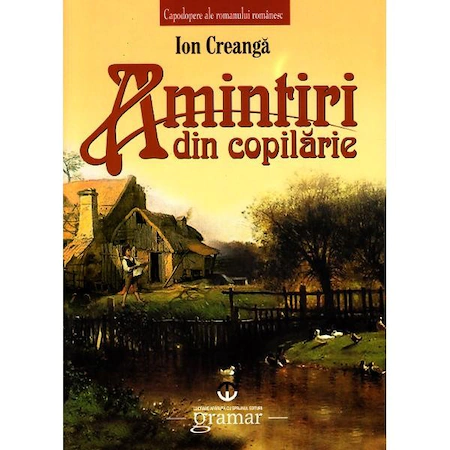 Capodopere ale romanului românesc
Ion Creangă
Amintiri
din copilărie
gramar